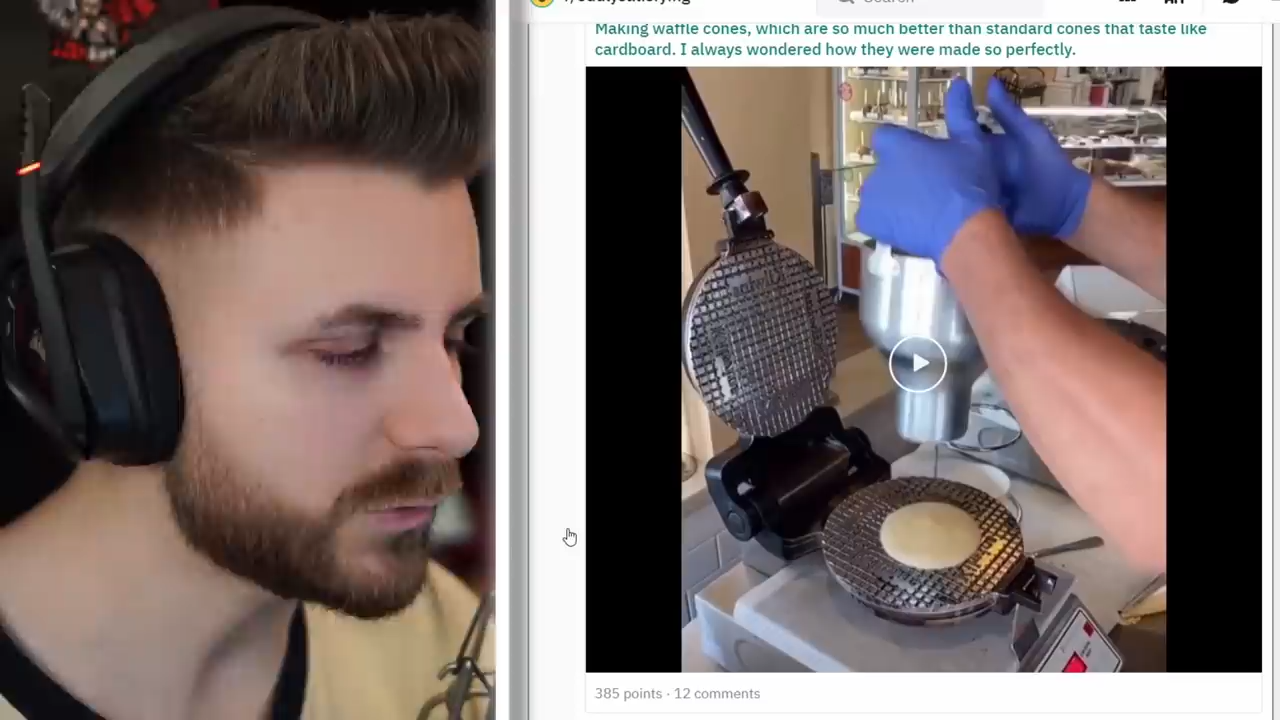 Making waffle cones, which are so much better than standard cones that taste like
cardboard. I always wondered how they were made so perfectly.
385 points · 12 comments